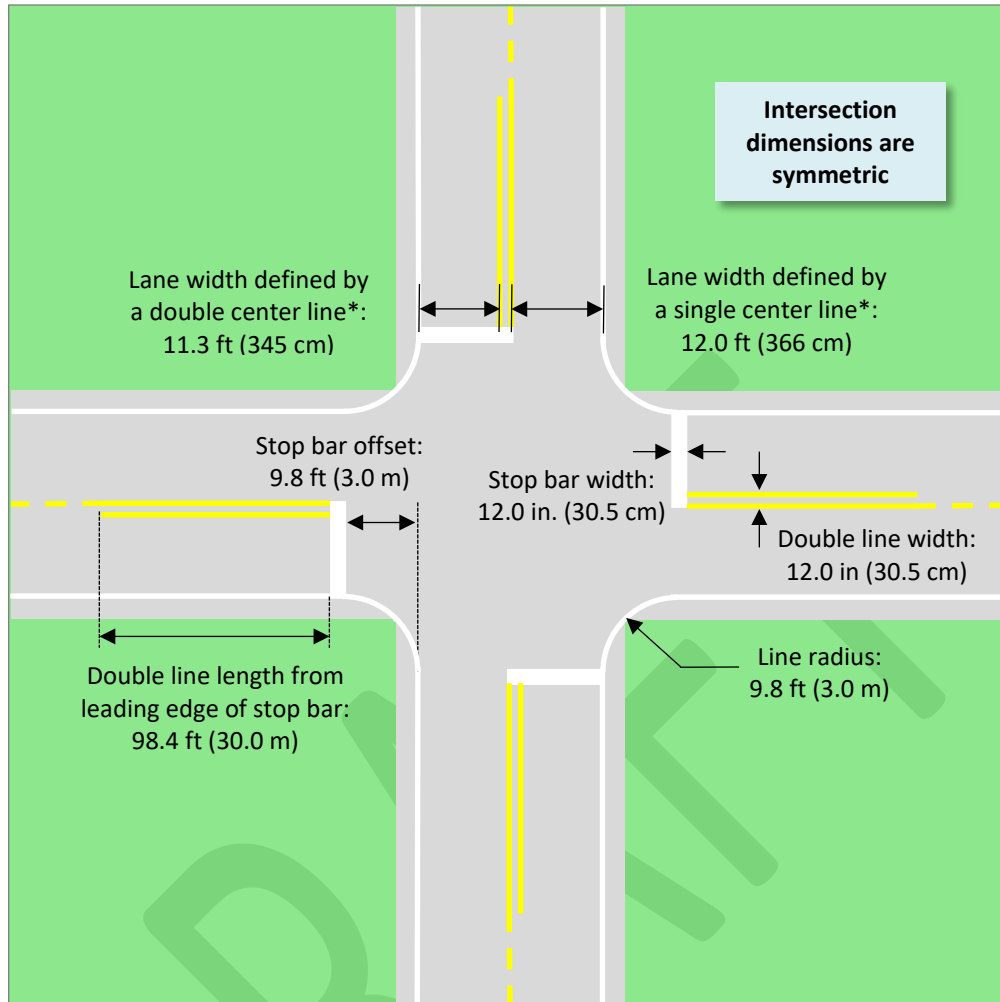 Intersection
dimensions are
symmetric
Lane width defined by
a double center line*:
11.3 ft (345 cm)
Lane width defined by
a single center line*:
12.0 ft (366 cm)
Stop bar offset:
9.8 ft (3.0 m)
Stop bar width:
12.0 in. (30.5 cm)
Double line width:
12.0 in (30.5 cm)
Double line length from
leading edge of stop bar:
98.4 ft (30.0 m)
Line radius:
9.8 ft (3.0 m)